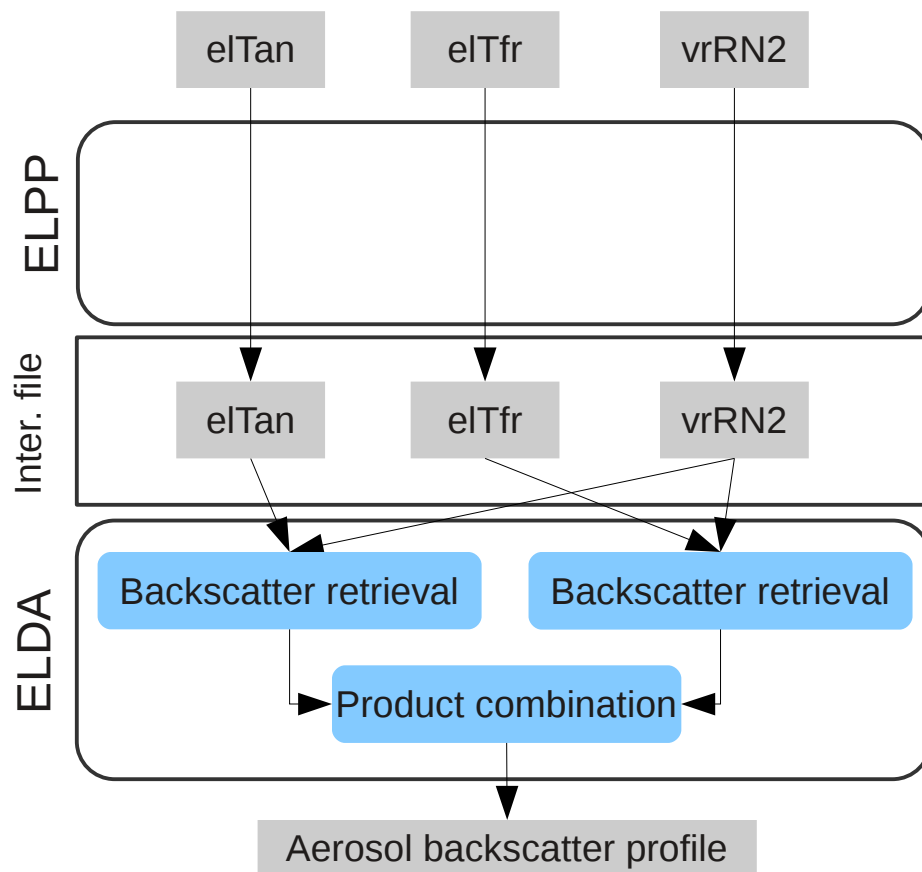 elTan
elTfr
vrRN2
ELPP
Inter. file
elTan
elTfr
vrRN2
ELDA
Backscatter retrieval
Backscatter retrieval
Product combination
Aerosol backscatter profile